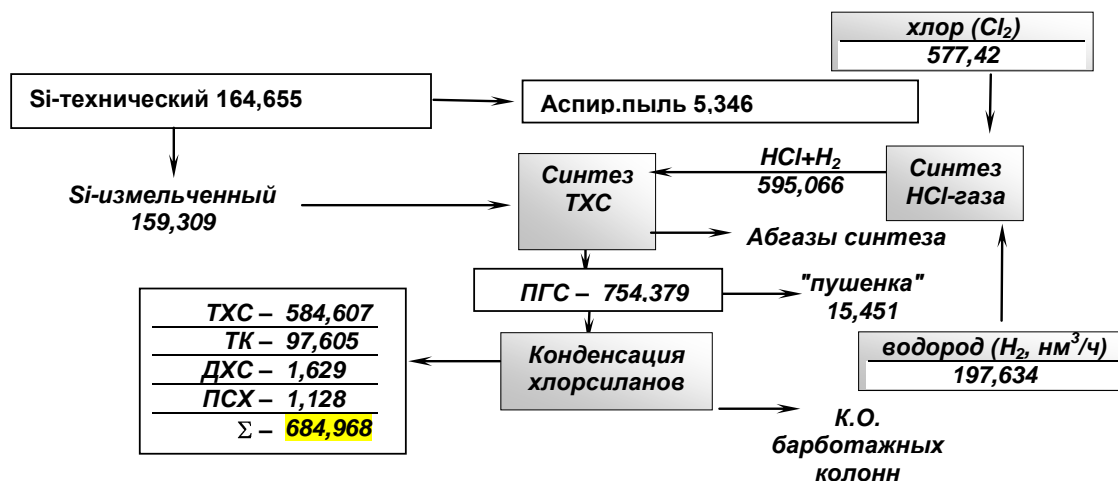 хлор (Cl₂)
577,42
Si-технический 164,655
Аспир.пыль 5,346
Si-измельченный
159,309
Синтез
ТХС
HCl+H₂
595,066
Синтез
HCl-газа
Абгазы синтеза
ПГС – 754,379
"пушенка"
15,451
ТХС – 584,607
ТК – 97,605
ДХС – 1,629
ПСХ – 1,128
Σ – 684,968
Конденсация
хлорсиланов
водород (H₂, нм³/ч)
197,634
К.О.
барботажных
колонн